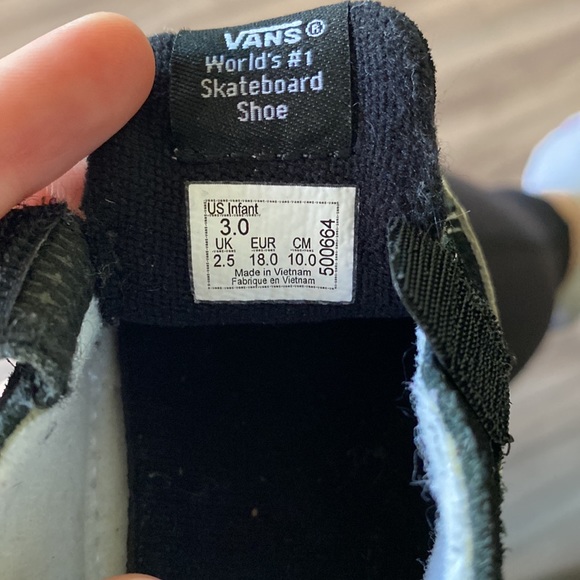 VANS®
World's #1
Skateboard
Shoe
US Infant
3.0
UK EUR CM
2.5 18.0 10.0
Made in Vietnam
Fabrique en Vietnam
500664